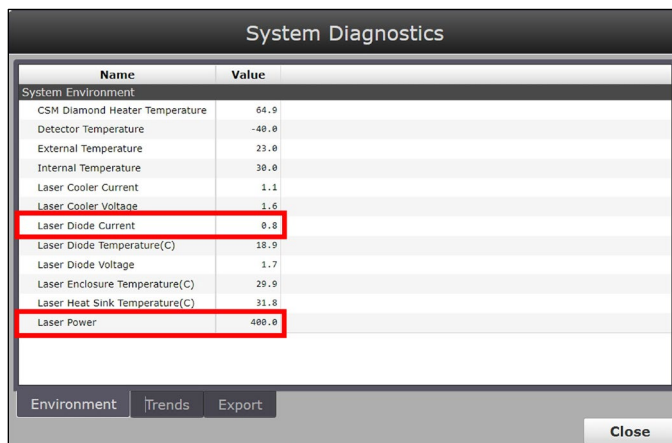 System Diagnostics
Name Value
System Environment
CSM Diamond Heater Temperature 64.9
Detector Temperature -40.0
External Temperature 23.0
Internal Temperature 30.0
Laser Cooler Current 1.1
Laser Cooler Voltage 1.6
Laser Diode Current 0.8
Laser Diode Temperature(C) 18.9
Laser Diode Voltage 1.7
Laser Enclosure Temperature(C) 29.9
Laser Heat Sink Temperature(C) 31.8
Laser Power 400.0
Environment Trends Export
Close